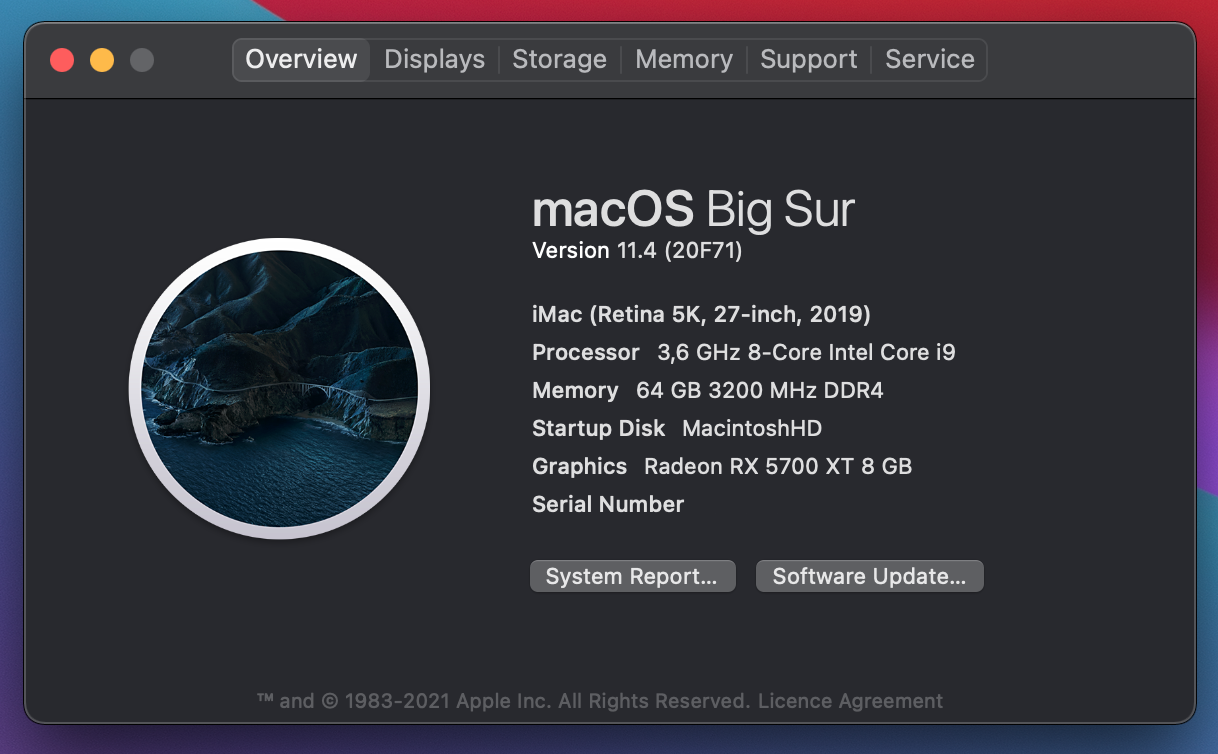 Overview Displays Storage Memory Support Service
macOS Big Sur
Version 11.4 (20F71)
iMac (Retina 5K, 27-inch, 2019)
Processor 3,6 GHz 8-Core Intel Core i9
Memory 64 GB 3200 MHz DDR4
Startup Disk MacintoshHD
Graphics Radeon RX 5700 XT 8 GB
Serial Number
System Report... Software Update...
™ and © 1983-2021 Apple Inc. All Rights Reserved. Licence Agreement